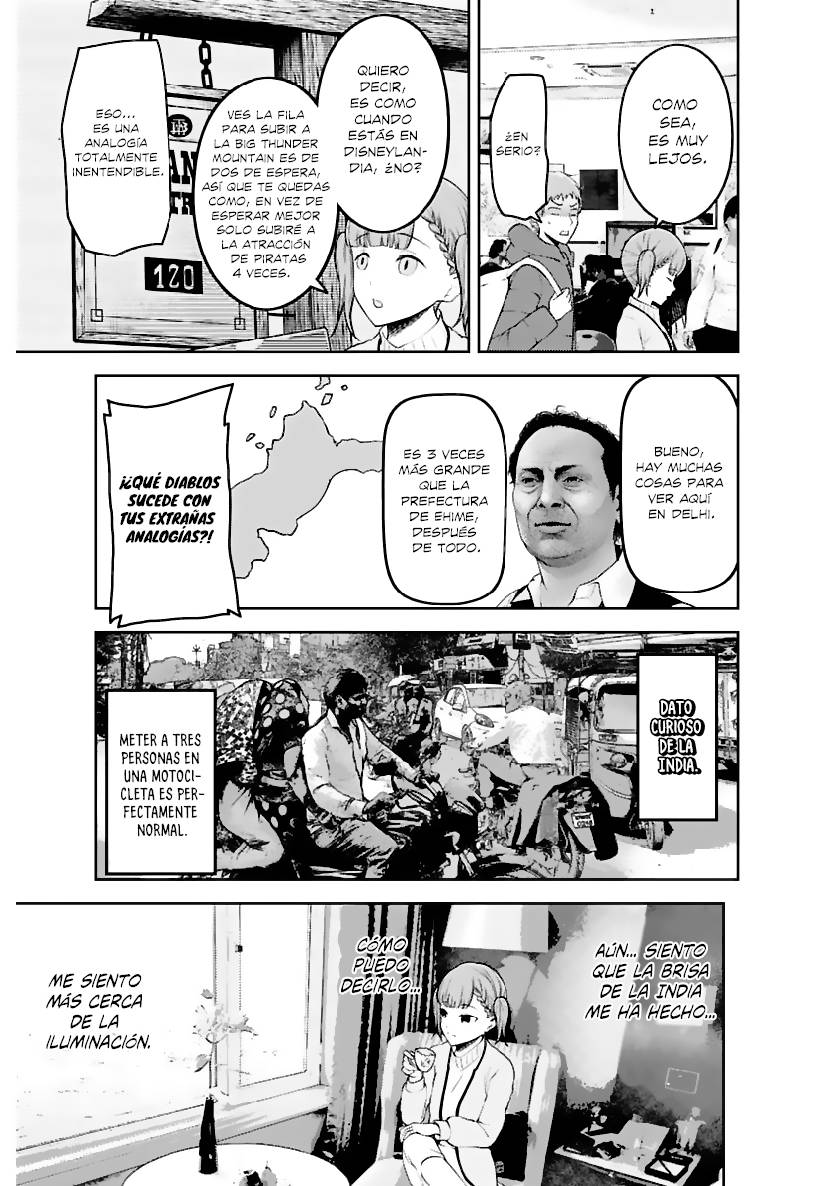 COMO
SEA,
ES MUY
LEJOS.
¿EN
SERIO?
QUIERO
DECIR,
ES COMO
CUANDO
ESTÁS EN
DISNEYLAN-
DIA, ¿NO?
VES LA FILA
PARA SUBIR A
LA BIG THUNDER
MOUNTAIN ES DE
DOS DE ESPERA,
ASÍ QUE TE QUEDAS
COMO, EN VEZ DE
ESPERAR MEJOR
SOLO SUBIRÉ A
LA ATRACCIÓN
DE PIRATAS
4 VECES.
ESO...
ES UNA
ANALOGÍA
TOTALMENTE
INENTENDIBLE.
120
BUENO,
HAY MUCHAS
COSAS PARA
VER AQUÍ
EN DELHI.
ES 3 VECES
MÁS GRANDE
QUE LA
PREFECTURA
DE EHIME,
DESPUÉS
DE TODO.
¡¿QUÉ DIABLOS
SUCEDE CON
TUS EXTRAÑAS
ANALOGÍAS?!
DATO
CURIOSO
DE LA
INDIA.
METER A TRES
PERSONAS EN
UNA MOTOCI-
CLETA ES PER-
FECTAMENTE
NORMAL.
AÚN... SIENTO
QUE LA BRISA
DE LA INDIA
ME HA HECHO...
CÓMO
PUEDO
DECIRLO...
ME SIENTO
MÁS CERCA
DE LA
ILUMINACIÓN.